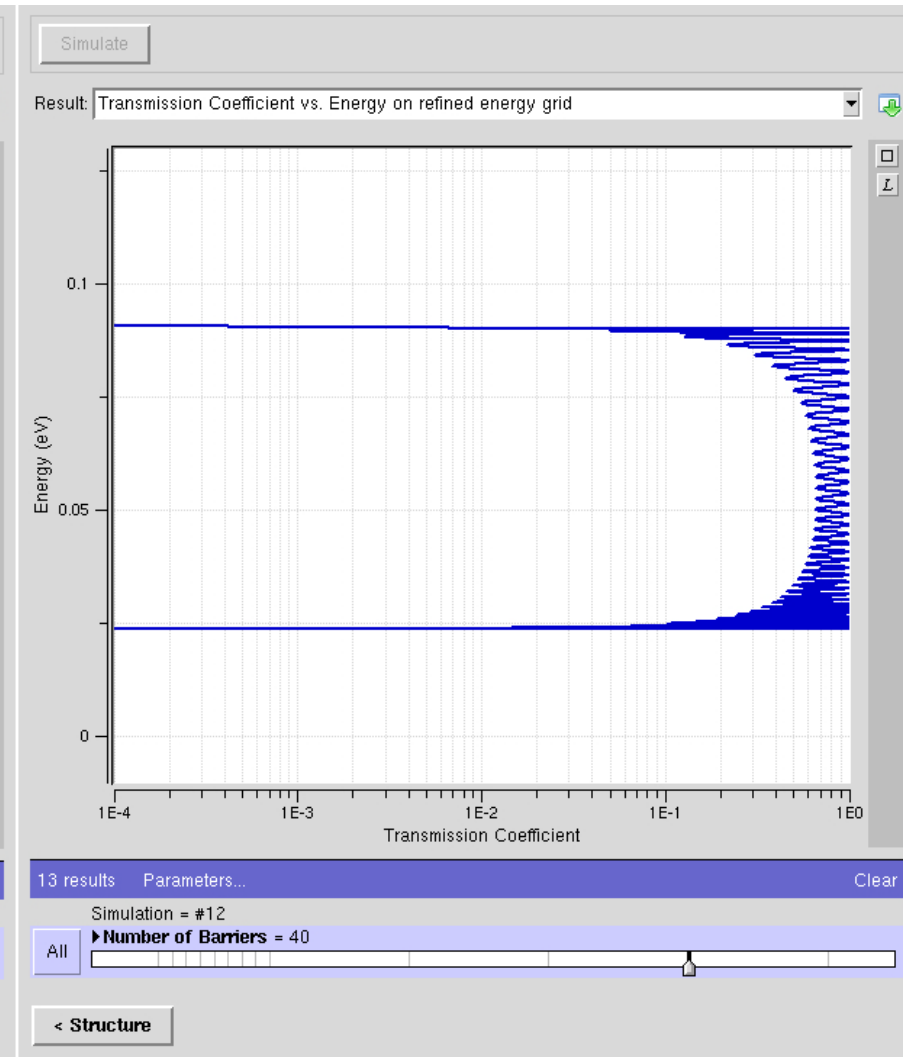 Simulate
Result: Transmission Coefficient vs. Energy on refined energy grid
L
0.1
0.05
0
Energy (eV)
1E-4 1E-3 1E-2 1E-1 1E0
Transmission Coefficient
13 results Parameters... Clear
Simulation = #12
All Number of Barriers = 40
< Structure